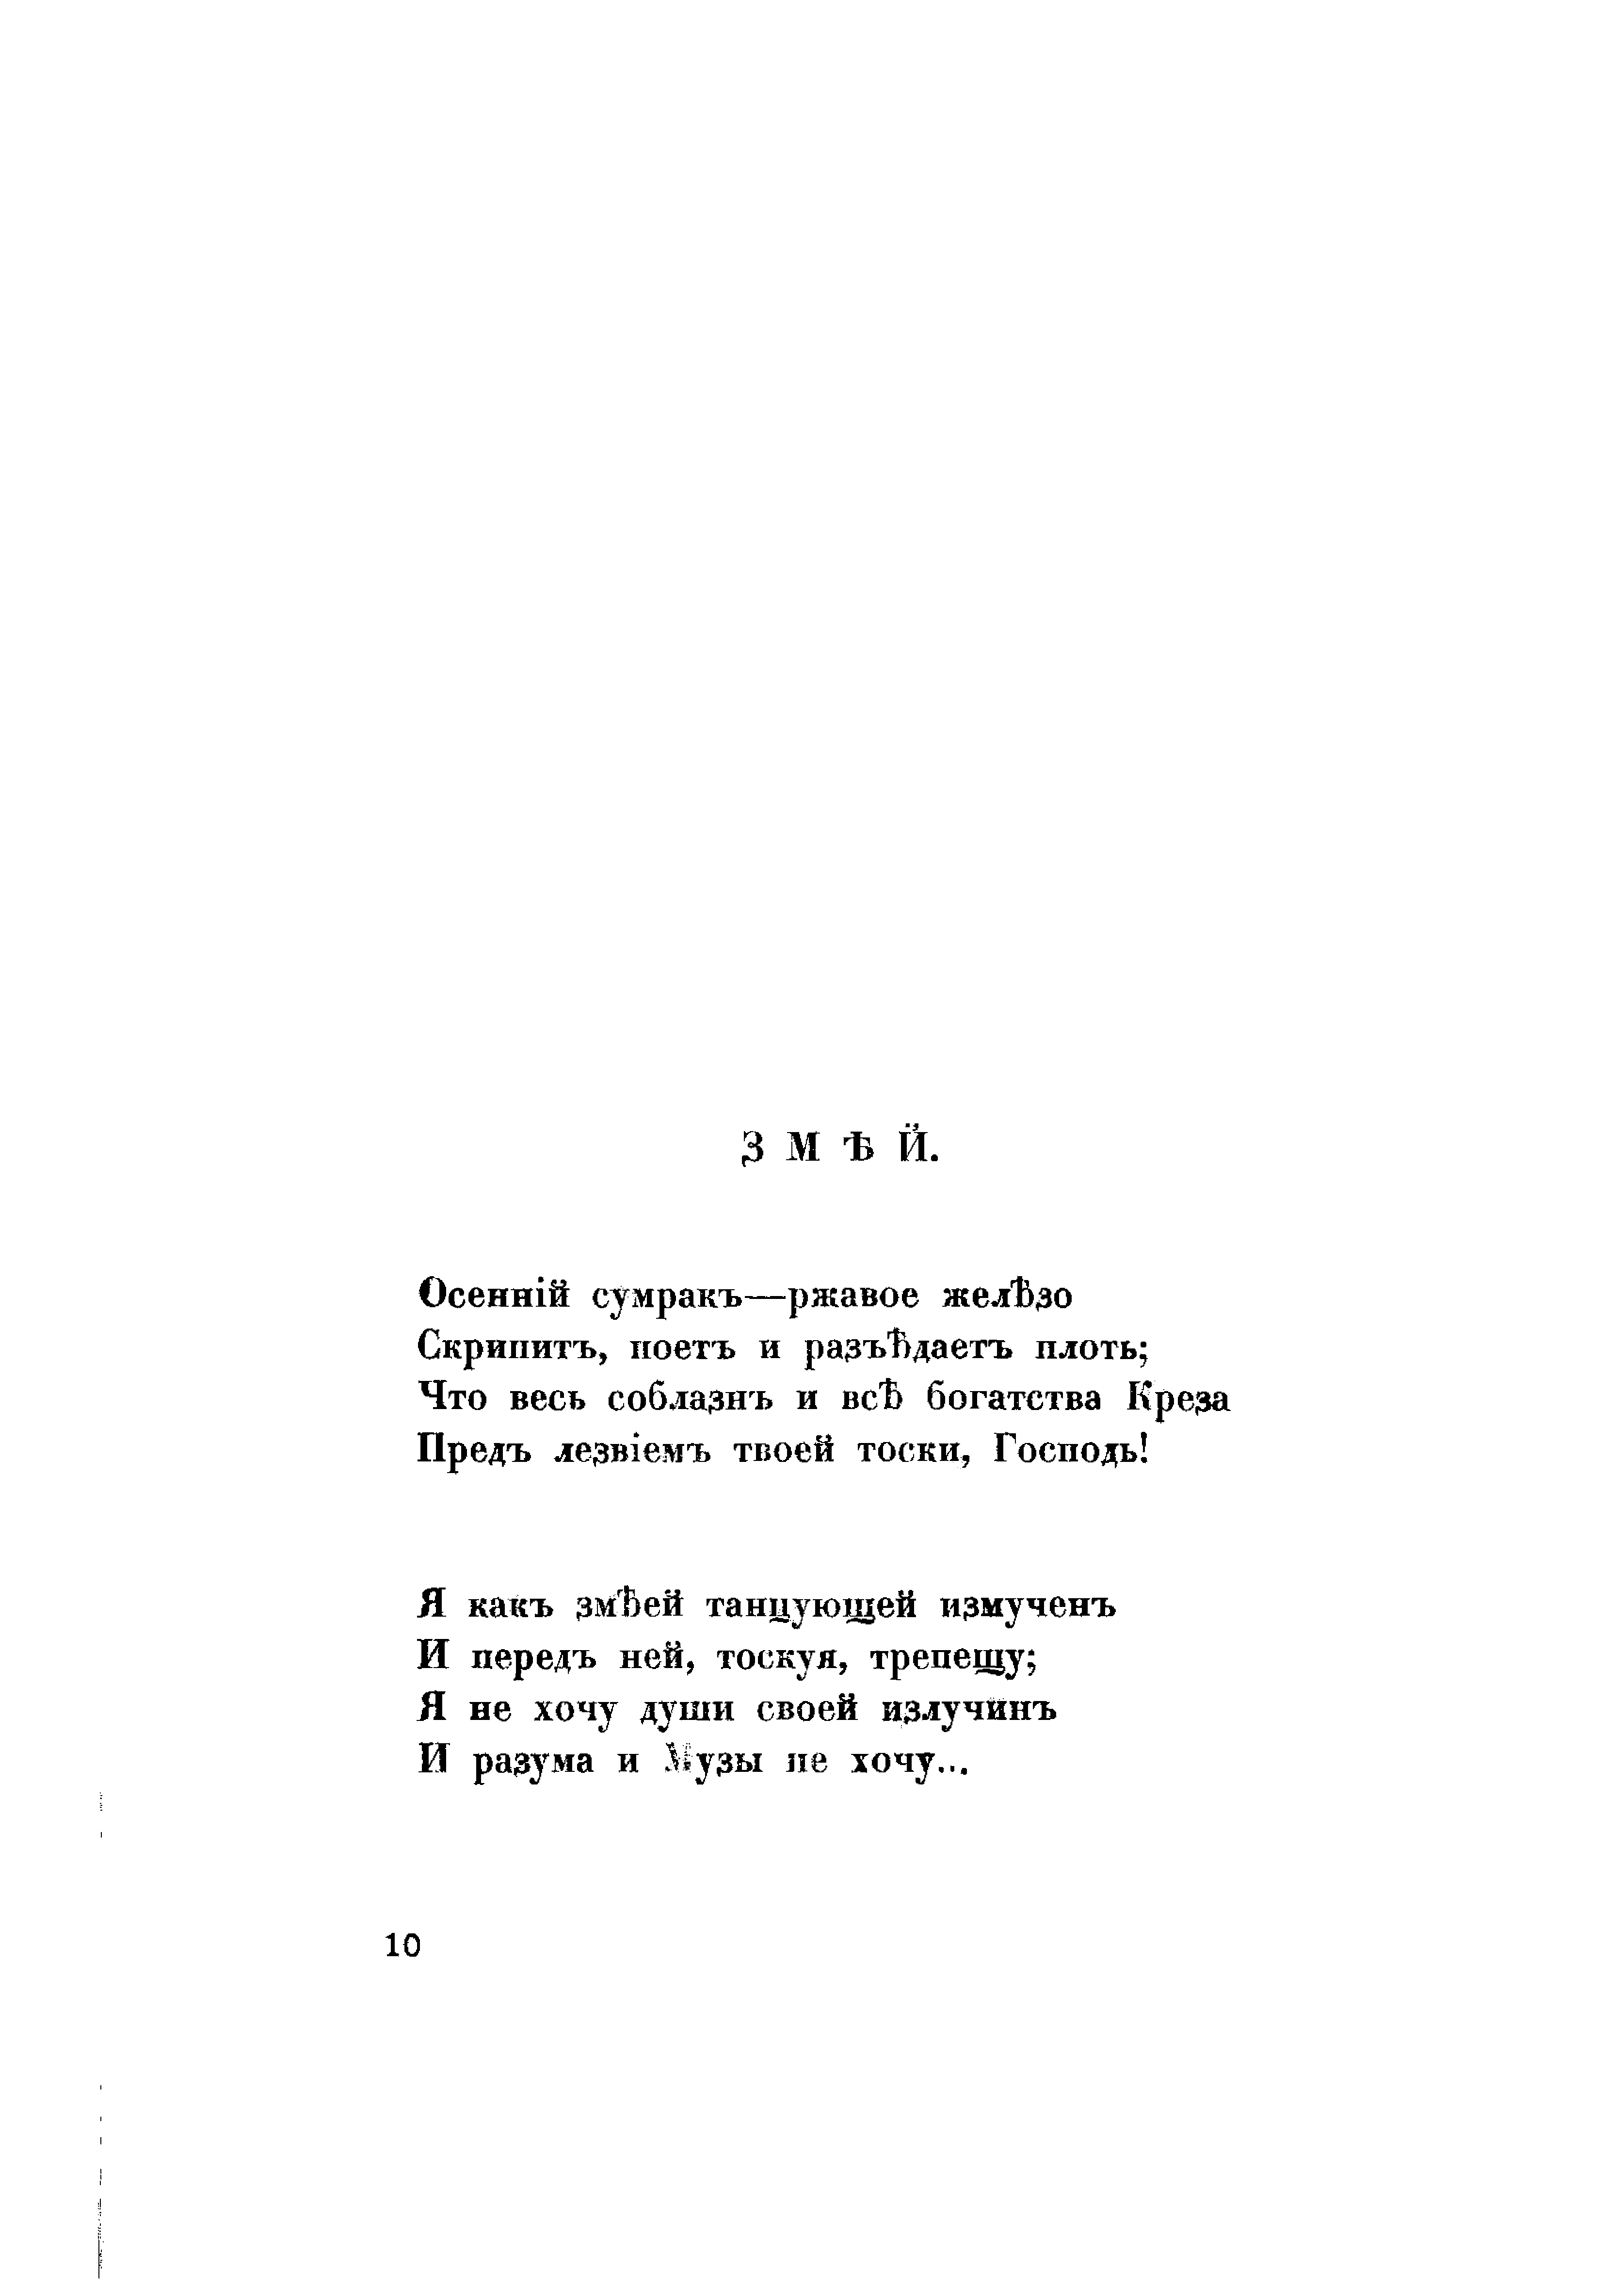 ЗМѢЙ.
Осенній сумракъ—ржавое желѣзо
Скрипитъ, поетъ и разъѣдаетъ плоть;
Что весь соблазнъ и всѣ богатства Креза
Предъ лезвіемъ твоей тоски, Господь!
Я какъ змѣей танцующей измученъ
И передъ ней, тоскуя, трепещу;
Я не хочу души своей излучинъ
И разума и Музы не хочу...
10